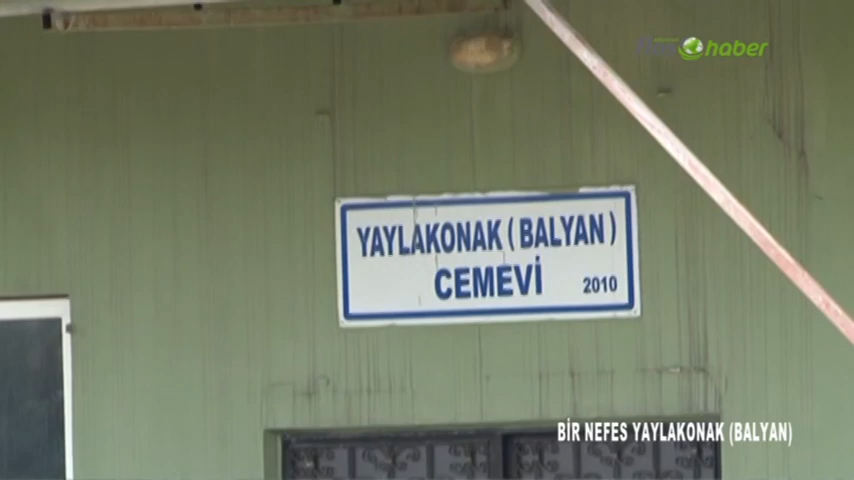 haber
YAYLAKONAK ( BALYAN )
CEMEVİ 2010
BİR NEFES YAYLAKONAK (BALYAN)